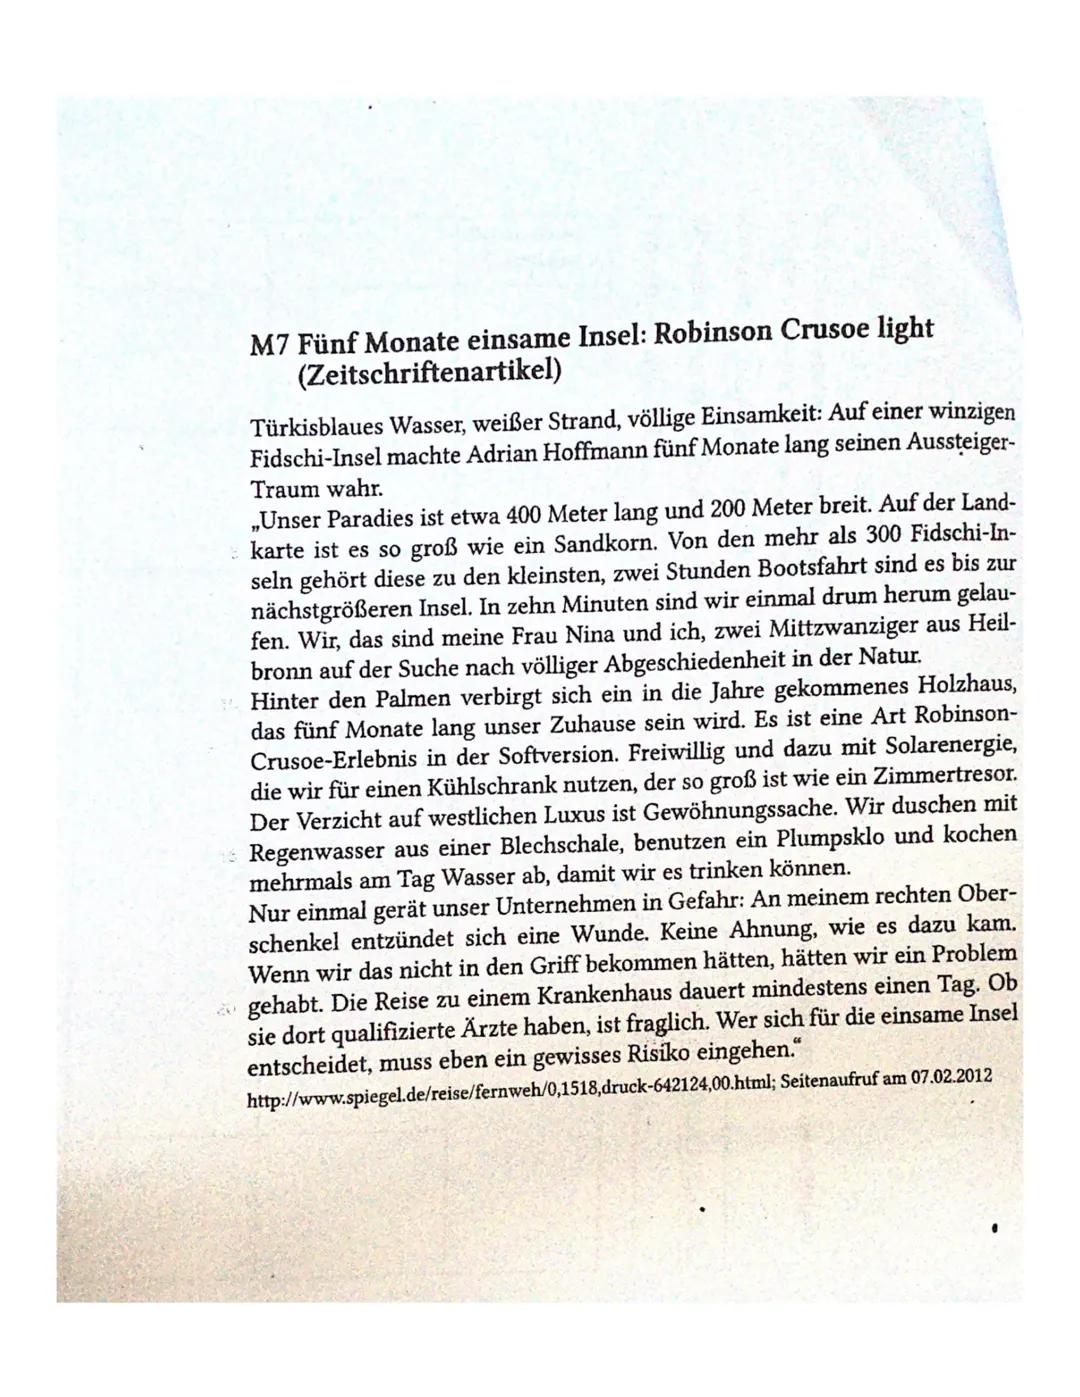 M7 Fünf Monate einsame Insel: Robinson Crusoe light
(Zeitschriftenartikel)
Türkisblaues Wasser, weißer Strand, völlige Einsamkeit: Auf einer winzigen
Fidschi-Insel machte Adrian Hoffmann fünf Monate lang seinen Aussteiger-
Traum wahr.
„Unser Paradies ist etwa 400 Meter lang und 200 Meter breit. Auf der Land-
karte ist es so groß wie ein Sandkorn. Von den mehr als 300 Fidschi-In-
seln gehört diese zu den kleinsten, zwei Stunden Bootsfahrt sind es bis zur
nächstgrößeren Insel. In zehn Minuten sind wir einmal drum herum gelau-
fen. Wir, das sind meine Frau Nina und ich, zwei Mittzwanziger aus Heil-
bronn auf der Suche nach völliger Abgeschiedenheit in der Natur.
Hinter den Palmen verbirgt sich ein in die Jahre gekommenes Holzhaus,
das fünf Monate lang unser Zuhause sein wird. Es ist eine Art Robinson-
Crusoe-Erlebnis in der Softversion. Freiwillig und dazu mit Solarenergie,
die wir für einen Kühlschrank nutzen, der so groß ist wie ein Zimmertresor.
Der Verzicht auf westlichen Luxus ist Gewöhnungssache. Wir duschen mit
Regenwasser aus einer Blechschale, benutzen ein Plumpsklo und kochen
mehrmals am Tag Wasser ab, damit wir es trinken können.
Nur einmal gerät unser Unternehmen in Gefahr: An meinem rechten Ober-
schenkel entzündet sich eine Wunde. Keine Ahnung, wie es dazu kam.
Wenn wir das nicht in den Griff bekommen hätten, hätten wir ein Problem
gehabt. Die Reise zu einem Krankenhaus dauert mindestens einen Tag. Ob
sie dort qualifizierte Ärzte haben, ist fraglich. Wer sich für die einsame Insel
entscheidet, muss eben ein gewisses Risiko eingehen.“
http://www.spiegel.de/reise/fernweh/0,1518,druck-642124,00.html; Seitenaufruf am 07.02.2012